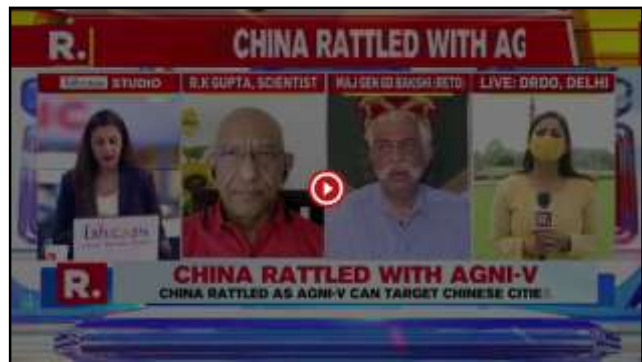 R. CHINA RATTLED WITH AG
STUDIO
R.K GUPTA, SCIENTIST
MAJ GEN GD BAKSHI (RETD)
LIVE: DRDO, DELHI
R.
CHINA RATTLED WITH AGNI-V
CHINA RATTLED AS AGNI-V CAN TARGET CHINESE CITIE